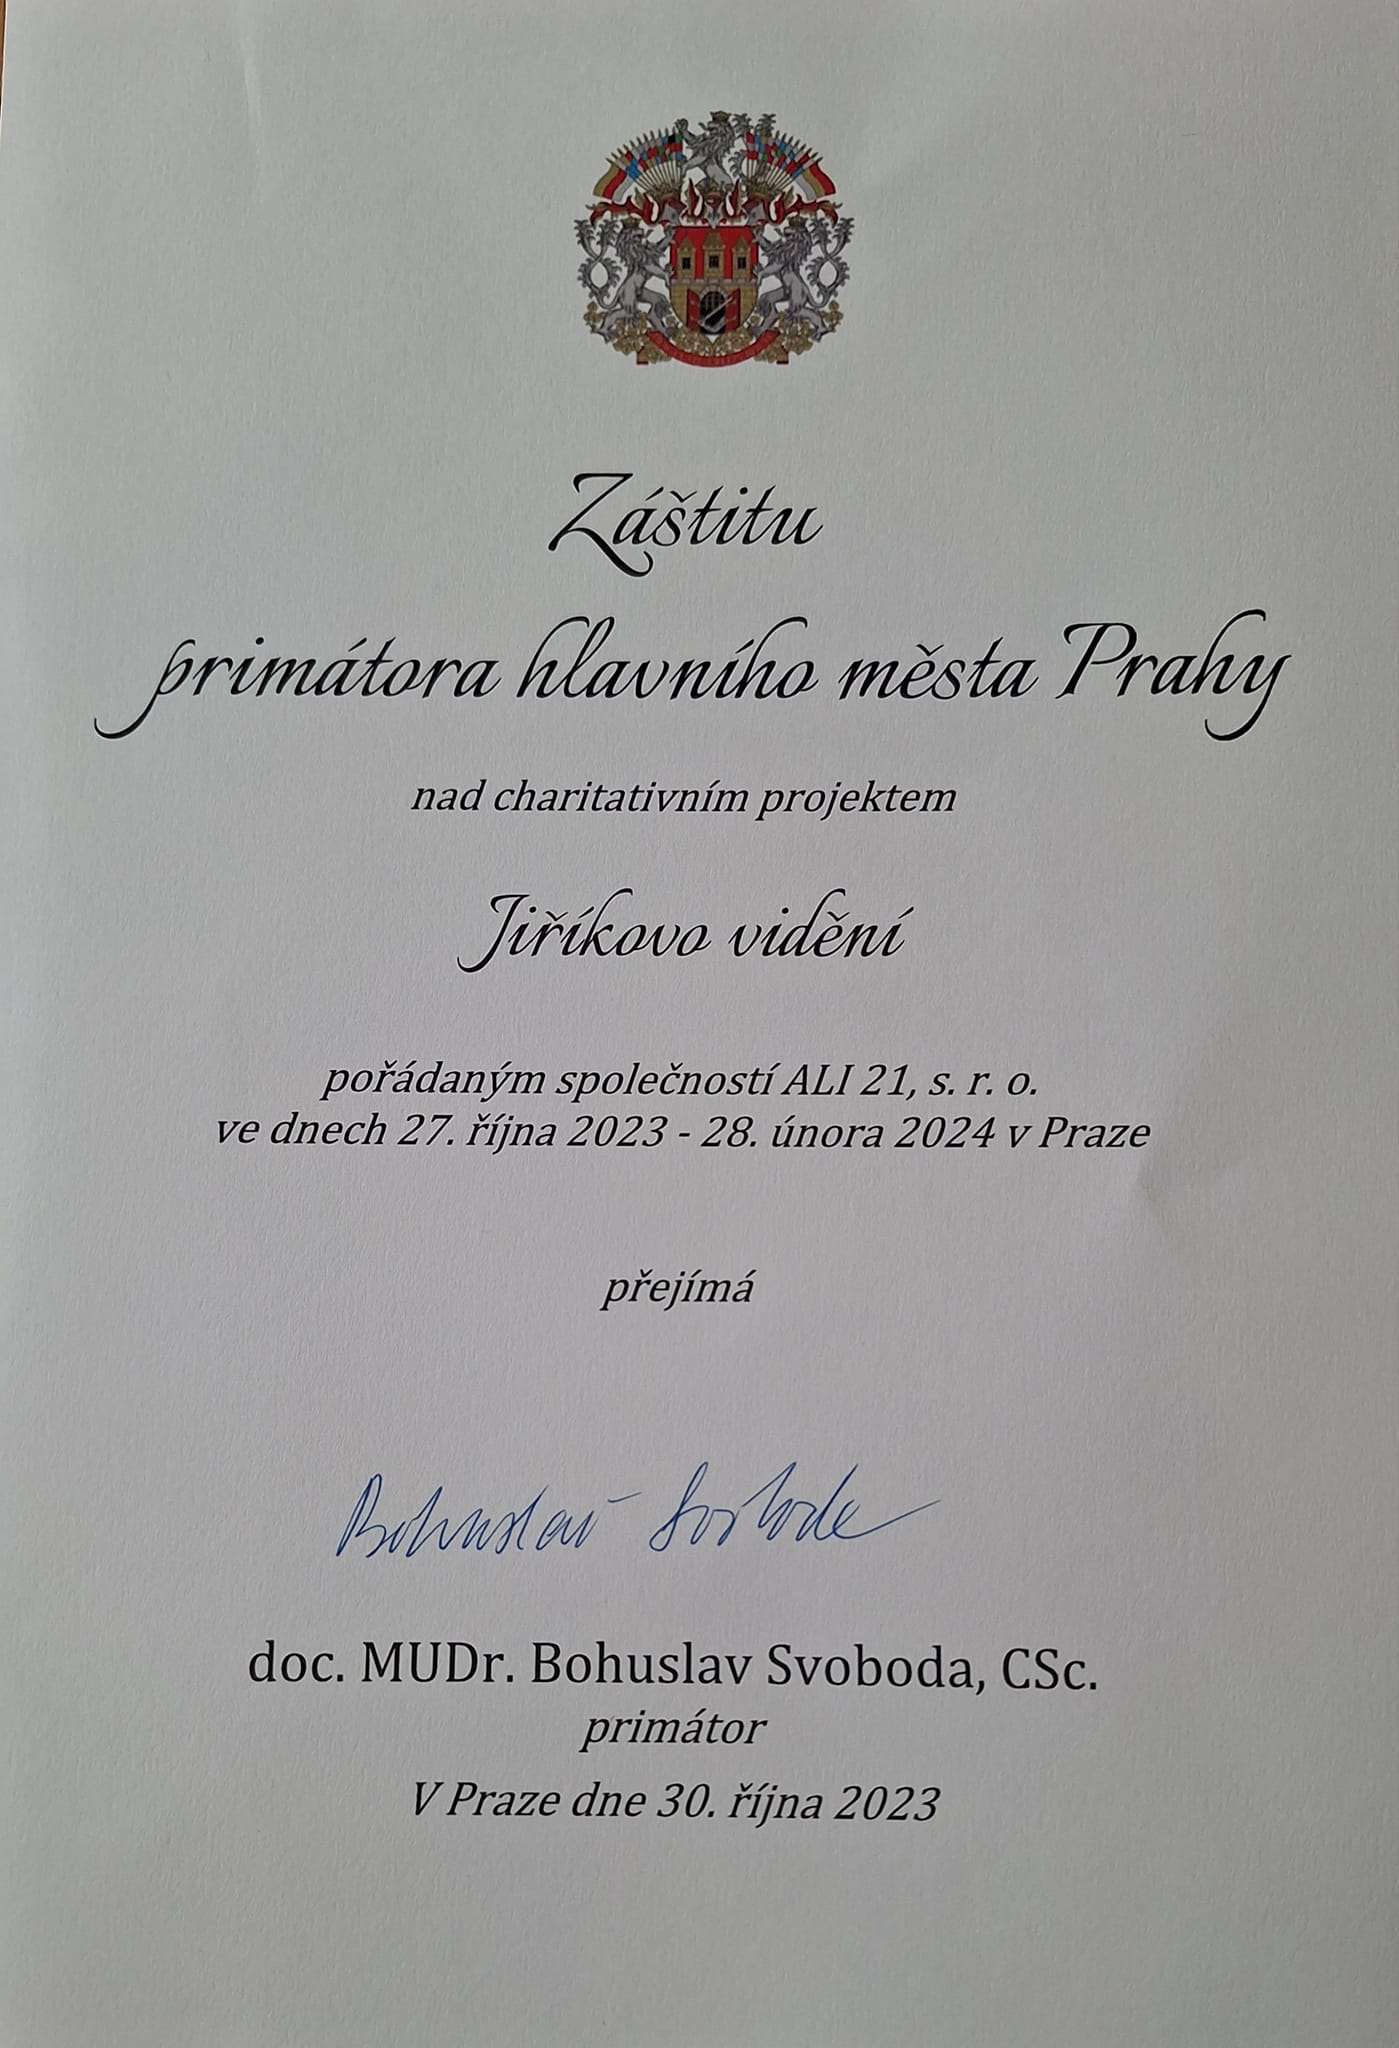 Záštitu
primátora hlavního města Prahy
nad charitativním projektem
Jiříkovo vidění
pořádaným společností ALI 21, s. r. o.
ve dnech 27. října 2023 - 28. února 2024 v Praze
přejímá
Bohuslav Svoboda
doc. MUDr. Bohuslav Svoboda, CSc.
primátor
V Praze dne 30. října 2023